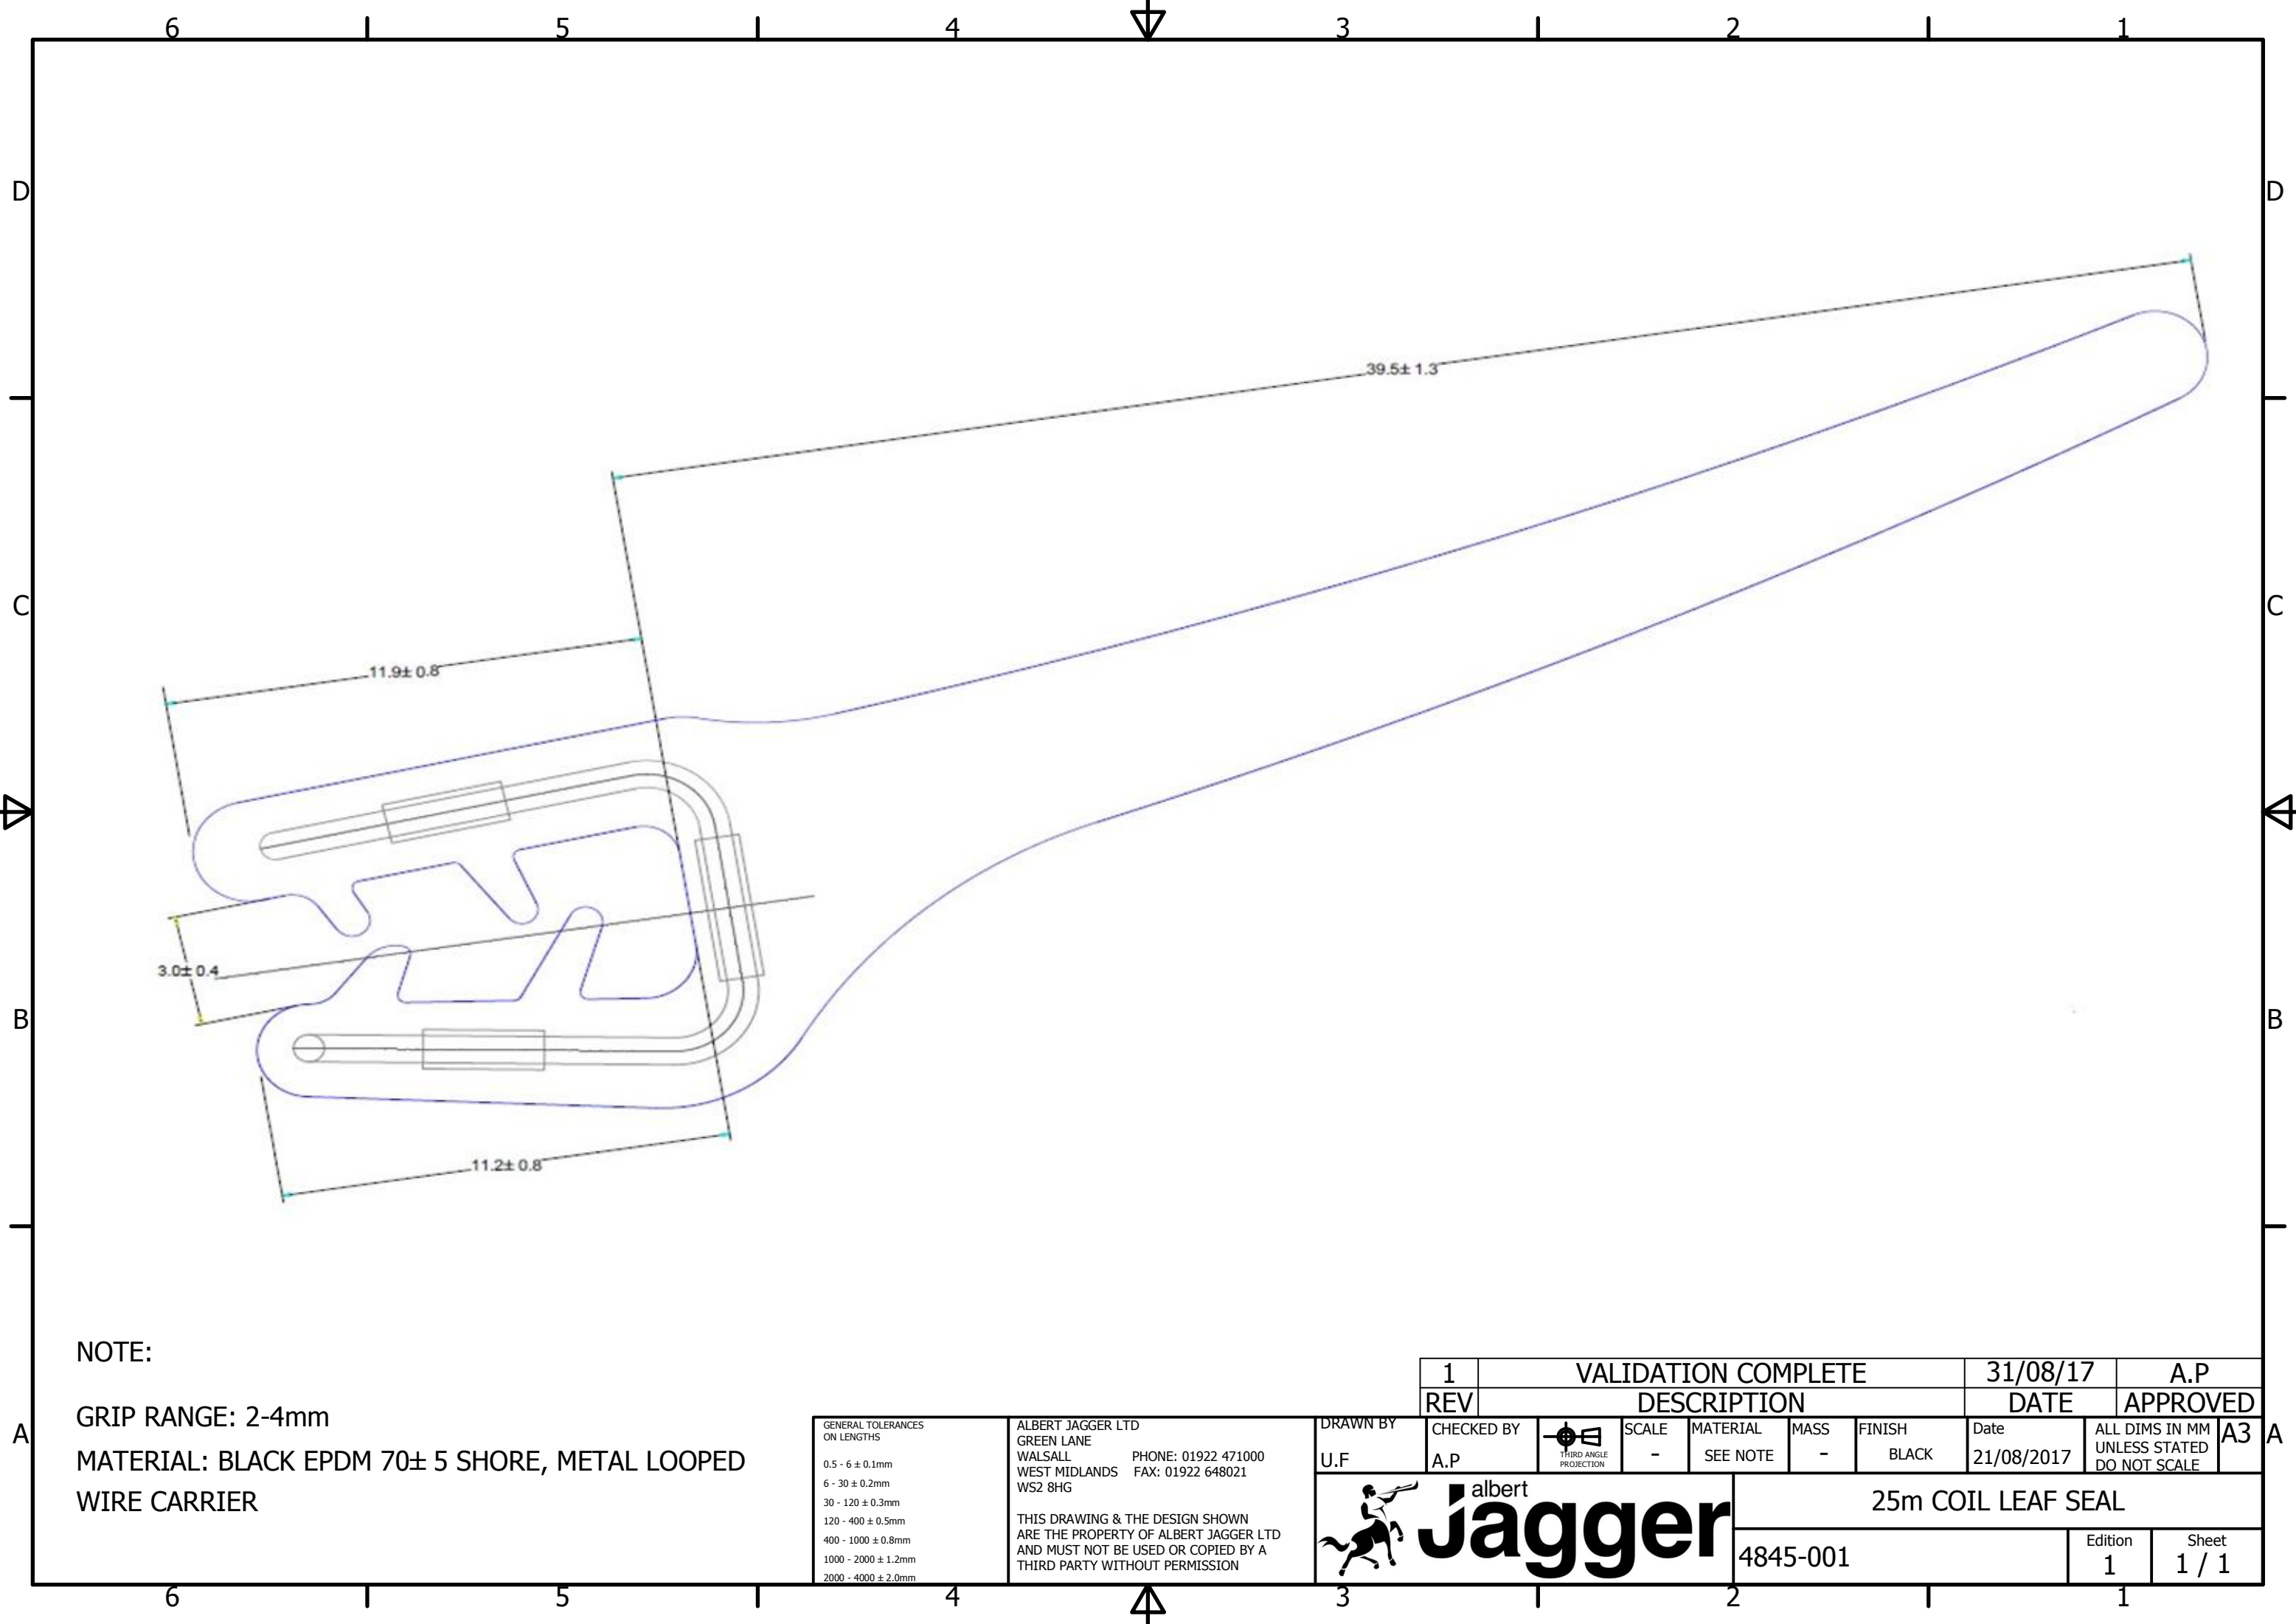 6 5 4 3 2 1
D D
39.5± 1.3
C C
11.9± 0.8
3.0± 0.4
B B
11.2± 0.8
NOTE:
GRIP RANGE: 2-4mm
MATERIAL: BLACK EPDM 70± 5 SHORE, METAL LOOPED
WIRE CARRIER
A A
1 VALIDATION COMPLETE 31/08/17 A.P
REV DESCRIPTION DATE APPROVED
GENERAL TOLERANCES
ON LENGTHS
0.5 - 6 ± 0.1mm
6 - 30 ± 0.2mm
30 - 120 ± 0.3mm
120 - 400 ± 0.5mm
400 - 1000 ± 0.8mm
1000 - 2000 ± 1.2mm
2000 - 4000 ± 2.0mm
ALBERT JAGGER LTD
GREEN LANE
WALSALL PHONE: 01922 471000
WEST MIDLANDS FAX: 01922 648021
WS2 8HG
THIS DRAWING & THE DESIGN SHOWN
ARE THE PROPERTY OF ALBERT JAGGER LTD
AND MUST NOT BE USED OR COPIED BY A
THIRD PARTY WITHOUT PERMISSION
DRAWN BY
U.F
CHECKED BY
A.P
THIRD ANGLE
PROJECTION
SCALE
-
MATERIAL
SEE NOTE
MASS
-
FINISH
BLACK
Date
21/08/2017
ALL DIMS IN MM
UNLESS STATED
DO NOT SCALE
A3
albert
Jagger
25m COIL LEAF SEAL
4845-001
Edition
1
Sheet
1 / 1
6 5 4 3 2 1